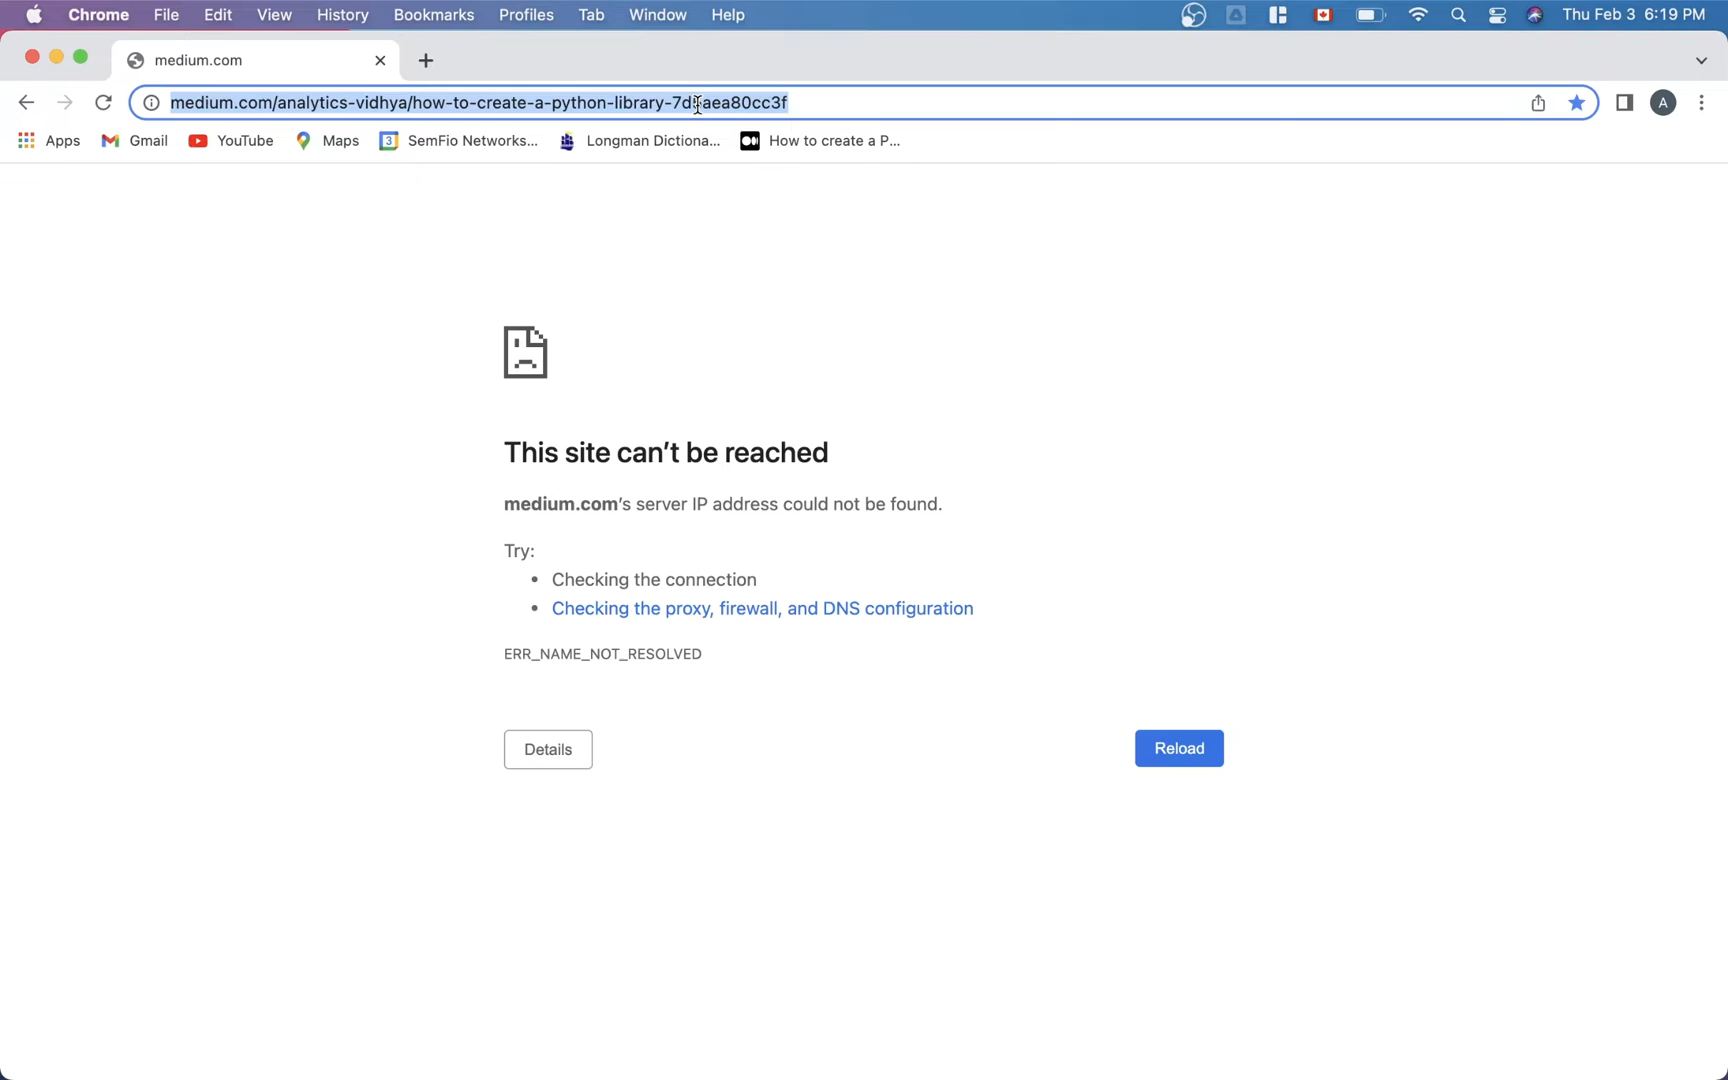 Chrome File Edit View History Bookmarks Profiles Tab Window Help Thu Feb 3 6:19 PM
medium.com
medium.com/analytics-vidhya/how-to-create-a-python-library-7d5aea80cc3f A
Apps Gmail YouTube Maps 3 SemFio Networks... Longman Dictiona... How to create a P...
This site can’t be reached
medium.com’s server IP address could not be found.
Try:
• Checking the connection
• Checking the proxy, firewall, and DNS configuration
ERR_NAME_NOT_RESOLVED
Details Reload